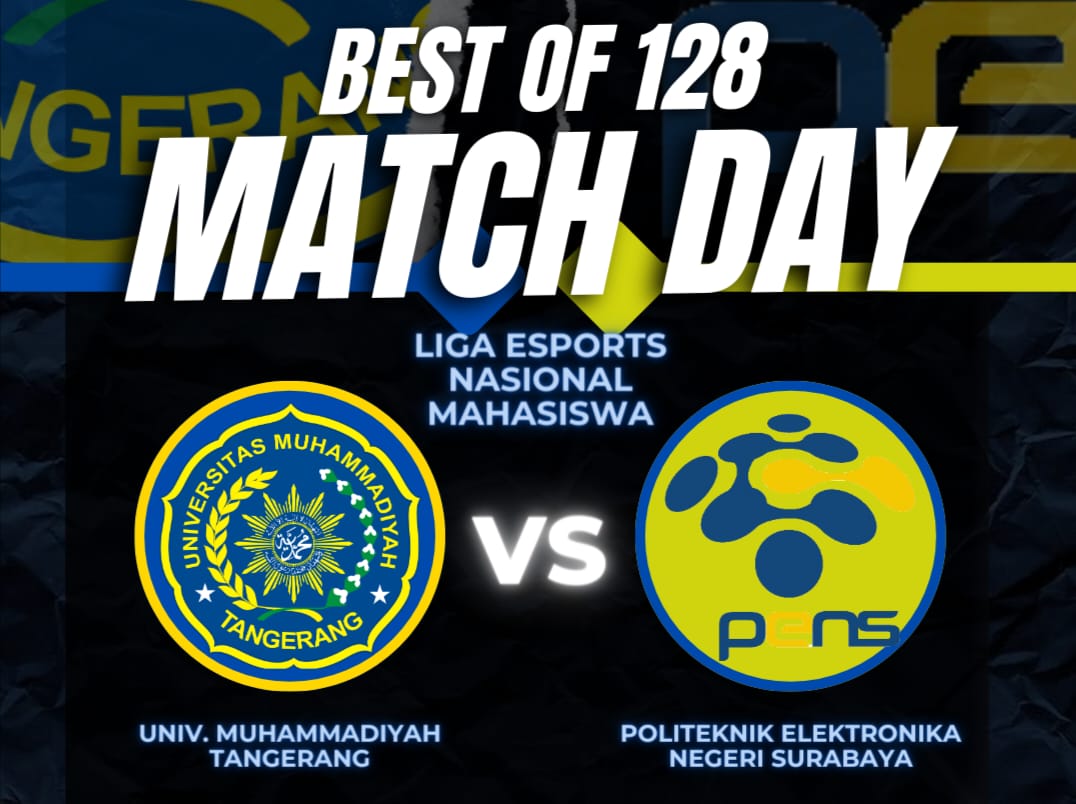 BEST OF 128
MATCH DAY
LIGA ESPORTS
NASIONAL
MAHASISWA
UNIVERSITAS MUHAMMADIYAH
TANGERANG
VS
pens
UNIV. MUHAMMADIYAH
TANGERANG
POLITEKNIK ELEKTRONIKA
NEGERI SURABAYA